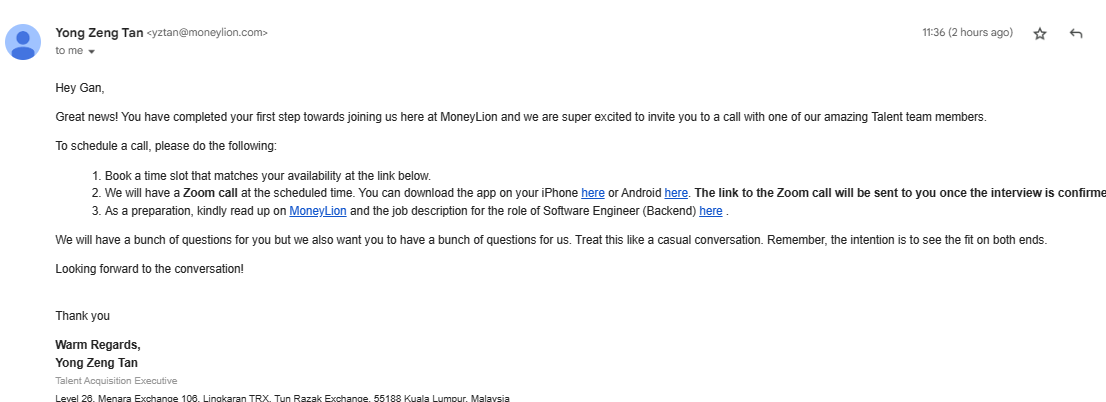 Yong Zeng Tan <yztan@moneylion.com>
11:36 (2 hours ago)
to me
Hey Gan,
Great news! You have completed your first step towards joining us here at MoneyLion and we are super excited to invite you to a call with one of our amazing Talent team members.
To schedule a call, please do the following:
1. Book a time slot that matches your availability at the link below.
2. We will have a Zoom call at the scheduled time. You can download the app on your iPhone here or Android here. The link to the Zoom call will be sent to you once the interview is confirme
3. As a preparation, kindly read up on MoneyLion and the job description for the role of Software Engineer (Backend) here .
We will have a bunch of questions for you but we also want you to have a bunch of questions for us. Treat this like a casual conversation. Remember, the intention is to see the fit on both ends.
Looking forward to the conversation!
Thank you
Warm Regards,
Yong Zeng Tan
Talent Acquisition Executive
Level 26, Menara Exchange 106, Lingkaran TRX, Tun Razak Exchange, 55188 Kuala Lumpur, Malaysia